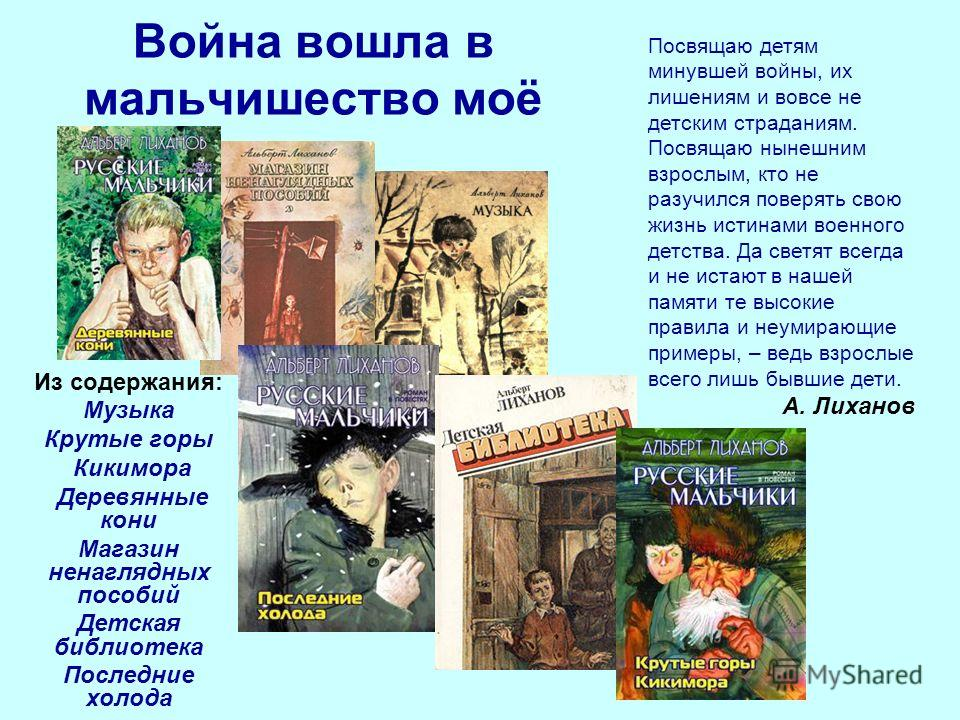 Война вошла в
мальчишество моё
Посвящаю детям
минувшей войны, их
лишениям и вовсе не
детским страданиям.
Посвящаю нынешним
взрослым, кто не
разучился поверять свою
жизнь истинами военного
детства. Да светят всегда
и не истают в нашей
памяти те высокие
правила и неумирающие
примеры, – ведь взрослые
всего лишь бывшие дети.
А. Лиханов
АЛЬБЕРТ ЛИХАНОВ
РУССКИЕ
МАЛЬЧИКИ
Деревянные
кони
Альберт Лиханов
МАГАЗИН
НЕНАГЛЯДНЫХ
ПОСОБИЙ
Альберт Лиханов
МУЗЫКА
Из содержания:
Музыка
Крутые горы
Кикимора
Деревянные
кони
Магазин
ненаглядных
пособий
Детская
библиотека
Последние
холода
АЛЬБЕРТ ЛИХАНОВ
РУССКИЕ
РОМАН
В ПОВЕСТЯХ
МАЛЬЧИКИ
Последние
холода
Альберт
ЛИХАНОВ
Детская
БИБЛИОТЕКА
АЛЬБЕРТ ЛИХАНОВ
РУССКИЕ
РОМАН
В ПОВЕСТЯХ
МАЛЬЧИКИ
Крутые горы
Кикимора
MyShared